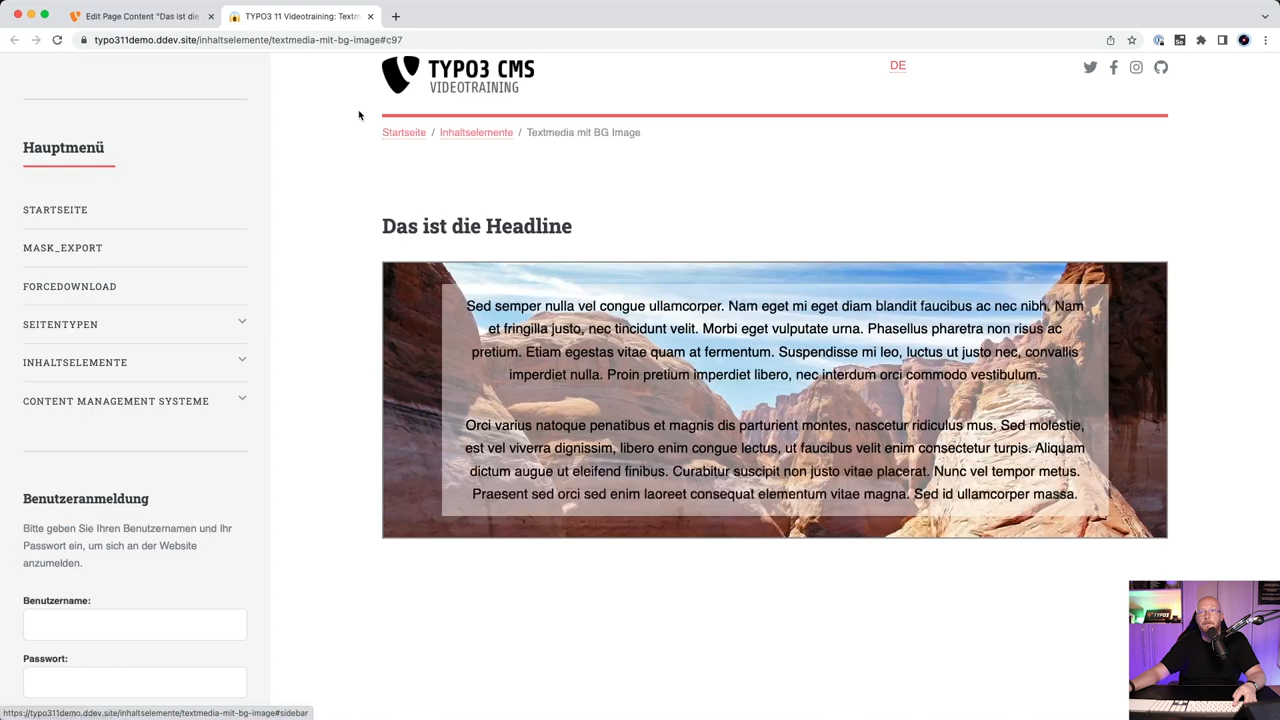 Edit Page Content "Das ist die
TYPO3 11 Videotraining: Textm
typo311demo.ddev.site/inhaltselemente/textmedia-mit-bg-image#c97
TYPO3 CMS
VIDEOTRAINING
DE
Startseite / Inhaltselemente / Textmedia mit BG Image
Hauptmenü
STARTSEITE
MASK_EXPORT
FORCEDOWNLOAD
SEITENTYPEN
INHALTSELEMENTE
CONTENT MANAGEMENT SYSTEME
Benutzeranmeldung
Bitte geben Sie Ihren Benutzernamen und Ihr
Passwort ein, um sich an der Website
anzumelden.
Benutzername:
Passwort:
Das ist die Headline
Sed semper nulla vel congue ullamcorper. Nam eget mi eget diam blandit faucibus ac nec nibh. Nam
et fringilla justo, nec tincidunt velit. Morbi eget vulputate urna. Phasellus pharetra non risus ac
pretium. Etiam egestas vitae quam at fermentum. Suspendisse mi leo, luctus ut justo nec, convallis
imperdiet nulla. Proin pretium imperdiet libero, nec interdum orci commodo vestibulum.
Orci varius natoque penatibus et magnis dis parturient montes, nascetur ridiculus mus. Sed molestie,
est vel viverra dignissim, libero enim congue lectus, ut faucibus velit enim consectetur turpis. Aliquam
dictum augue ut eleifend finibus. Curabitur suscipit non justo vitae placerat. Nunc vel tempor metus.
Praesent sed orci sed enim laoreet consequat elementum vitae magna. Sed id ullamcorper massa.
TYPO3
https://typo311demo.ddev.site/inhaltselemente/textmedia-mit-bg-image#sidebar